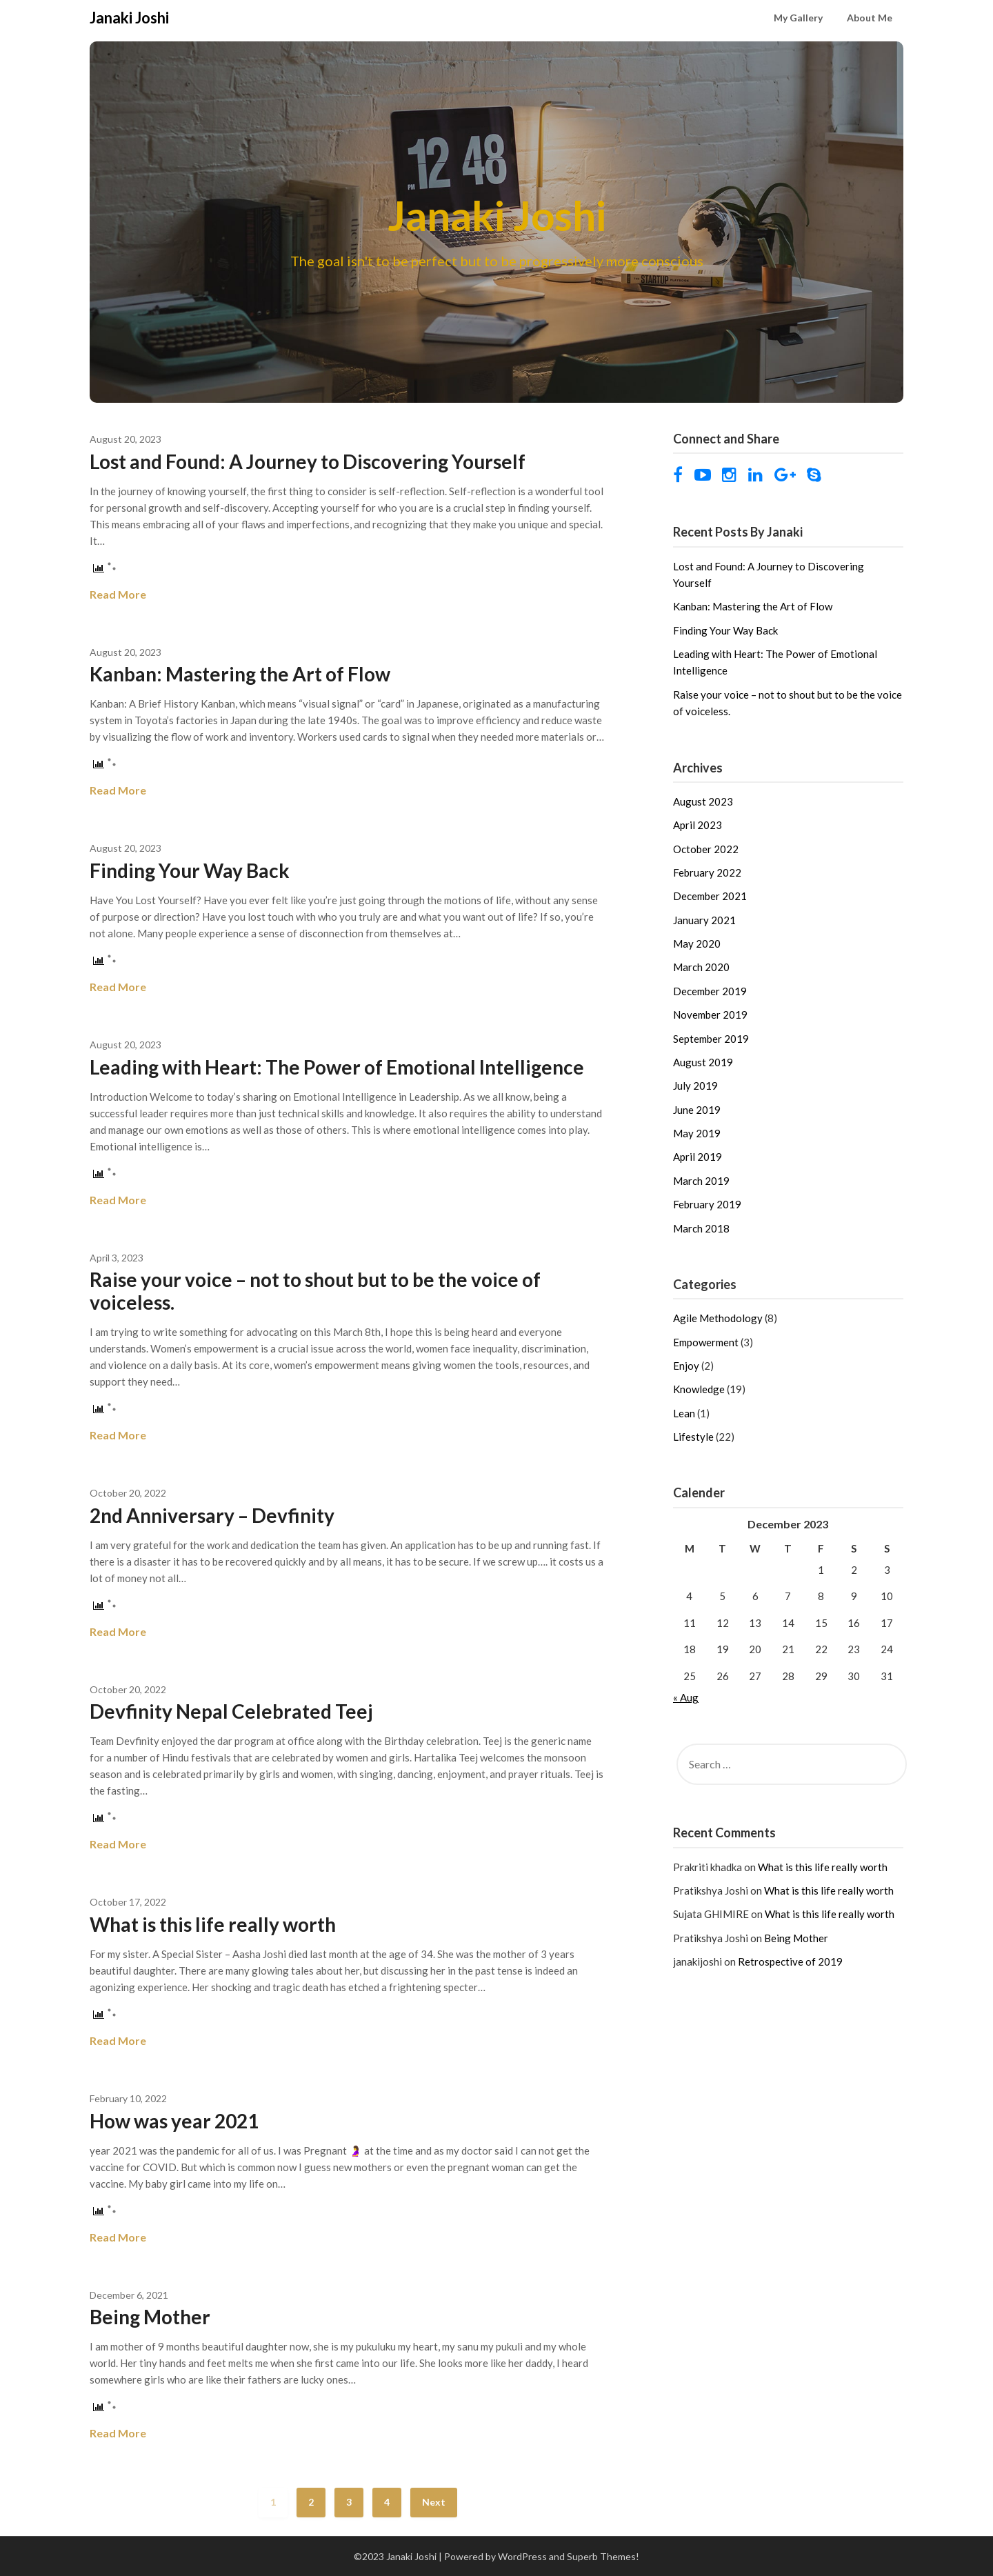 Janaki Joshi
My Gallery
About Me
12 48
Janaki Joshi
The goal isn't to be perfect but to be progressively more conscious
August 20, 2023
Lost and Found: A Journey to Discovering Yourself
In the journey of knowing yourself, the first thing to consider is self-reflection. Self-reflection is a wonderful tool
for personal growth and self-discovery. Accepting yourself for who you are is a crucial step in finding yourself.
This means embracing all of your flaws and imperfections, and recognizing that they make you unique and special.
It…
Read More
August 20, 2023
Kanban: Mastering the Art of Flow
Kanban: A Brief History Kanban, which means “visual signal” or “card” in Japanese, originated as a manufacturing
system in Toyota’s factories in Japan during the late 1940s. The goal was to improve efficiency and reduce waste
by visualizing the flow of work and inventory. Workers used cards to signal when they needed more materials or…
Read More
August 20, 2023
Finding Your Way Back
Have You Lost Yourself? Have you ever felt like you’re just going through the motions of life, without any sense
of purpose or direction? Have you lost touch with who you truly are and what you want out of life? If so, you’re
not alone. Many people experience a sense of disconnection from themselves at…
Read More
August 20, 2023
Leading with Heart: The Power of Emotional Intelligence
Introduction Welcome to today’s sharing on Emotional Intelligence in Leadership. As we all know, being a
successful leader requires more than just technical skills and knowledge. It also requires the ability to understand
and manage our own emotions as well as those of others. This is where emotional intelligence comes into play.
Emotional intelligence is…
Read More
April 3, 2023
Raise your voice – not to shout but to be the voice of
voiceless.
I am trying to write something for advocating on this March 8th, I hope this is being heard and everyone
understands. Women’s empowerment is a crucial issue across the world, women face inequality, discrimination,
and violence on a daily basis. At its core, women’s empowerment means giving women the tools, resources, and
support they need…
Read More
October 20, 2022
2nd Anniversary – Devfinity
I am very grateful for the work and dedication the team has given. An application has to be up and running fast. If
there is a disaster it has to be recovered quickly and by all means, it has to be secure. If we screw up…. it costs us a
lot of money not all…
Read More
October 20, 2022
Devfinity Nepal Celebrated Teej
Team Devfinity enjoyed the dar program at office along with the Birthday celebration. Teej is the generic name
for a number of Hindu festivals that are celebrated by women and girls. Hartalika Teej welcomes the monsoon
season and is celebrated primarily by girls and women, with singing, dancing, enjoyment, and prayer rituals. Teej is
the fasting…
Read More
October 17, 2022
What is this life really worth
For my sister. A Special Sister – Aasha Joshi died last month at the age of 34. She was the mother of 3 years
beautiful daughter. There are many glowing tales about her, but discussing her in the past tense is indeed an
agonizing experience. Her shocking and tragic death has etched a frightening specter…
Read More
February 10, 2022
How was year 2021
year 2021 was the pandemic for all of us. I was Pregnant 🤰 at the time and as my doctor said I can not get the
vaccine for COVID. But which is common now I guess new mothers or even the pregnant woman can get the
vaccine. My baby girl came into my life on…
Read More
December 6, 2021
Being Mother
I am mother of 9 months beautiful daughter now, she is my pukuluku my heart, my sanu my pukuli and my whole
world. Her tiny hands and feet melts me when she first came into our life. She looks more like her daddy, I heard
somewhere girls who are like their fathers are lucky ones…
Read More
1 2 3 4 Next
Connect and Share
Recent Posts By Janaki
Lost and Found: A Journey to Discovering
Yourself
Kanban: Mastering the Art of Flow
Finding Your Way Back
Leading with Heart: The Power of Emotional
Intelligence
Raise your voice – not to shout but to be the voice
of voiceless.
Archives
August 2023
April 2023
October 2022
February 2022
December 2021
January 2021
May 2020
March 2020
December 2019
November 2019
September 2019
August 2019
July 2019
June 2019
May 2019
April 2019
March 2019
February 2019
March 2018
Categories
Agile Methodology (8)
Empowerment (3)
Enjoy (2)
Knowledge (19)
Lean (1)
Lifestyle (22)
Calender
December 2023
M T W T F S S
1 2 3
4 5 6 7 8 9 10
11 12 13 14 15 16 17
18 19 20 21 22 23 24
25 26 27 28 29 30 31
« Aug
Search …
Recent Comments
Prakriti khadka on What is this life really worth
Pratikshya Joshi on What is this life really worth
Sujata GHIMIRE on What is this life really worth
Pratikshya Joshi on Being Mother
janakijoshi on Retrospective of 2019
©2023 Janaki Joshi | Powered by WordPress and Superb Themes!